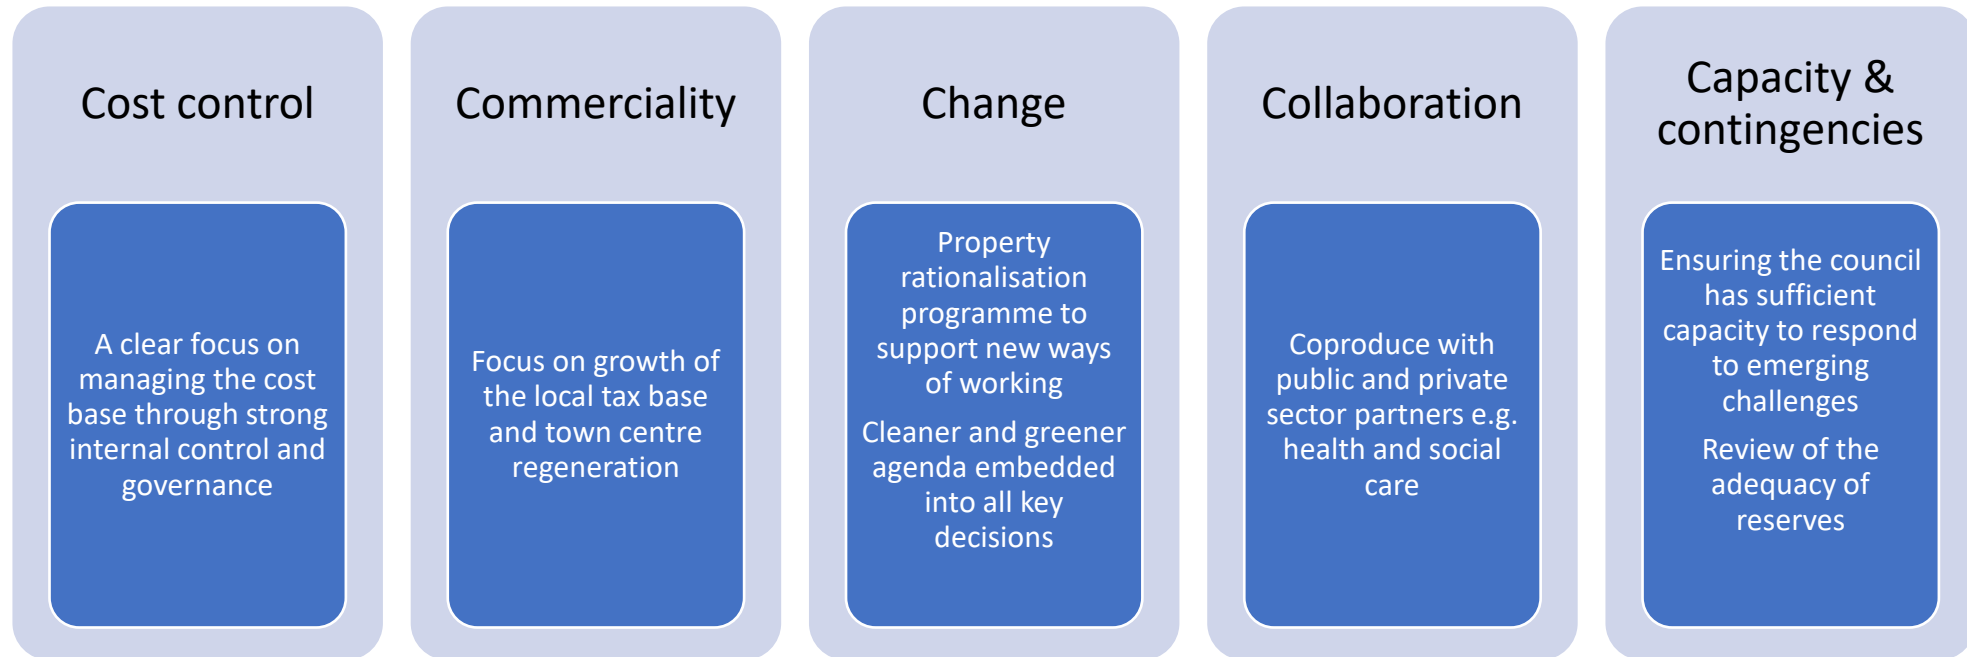 Cost control
A clear focus on
managing the cost
base through strong
internal control and
governance
Commerciality
Focus on growth of
the local tax base
and town centre
regeneration
Change
Property
rationalisation
programme to
support new ways
of working
Cleaner and greener
agenda embedded
into all key
decisions
Collaboration
Coproduce with
public and private
sector partners e.g.
health and social
care
Capacity &
contingencies
Ensuring the council
has sufficient
capacity to respond
to emerging
challenges
Review of the
adequacy of
reserves